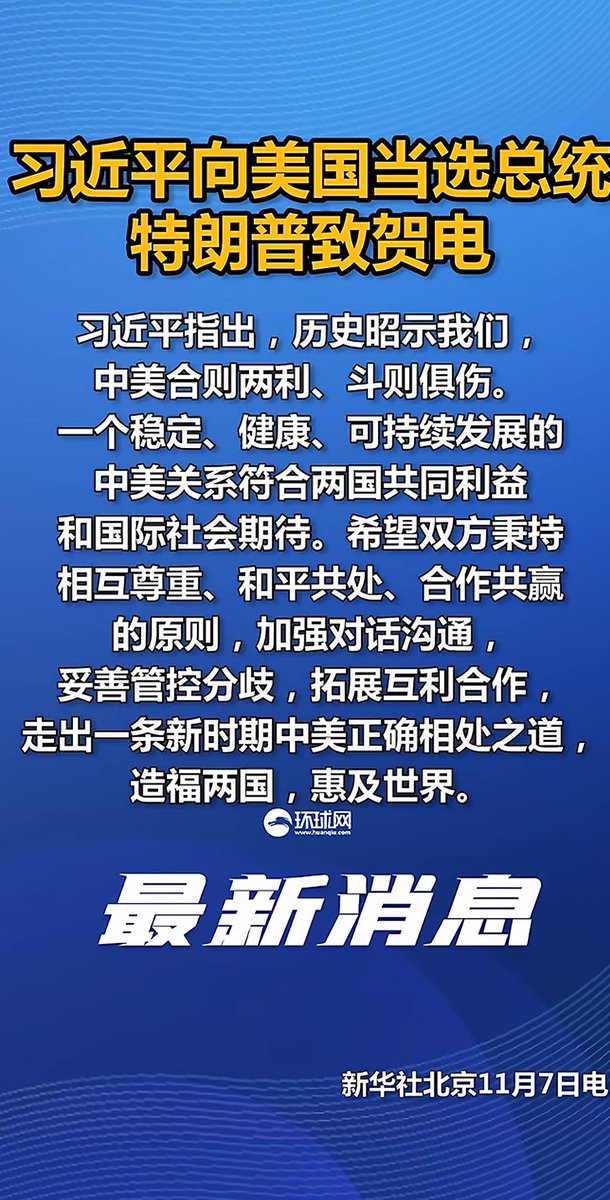 习近平向美国当选总统
特朗普致贺电
习近平指出，历史昭示我们，
中美合则两利、斗则俱伤。
一个稳定、健康、可持续发展的
中美关系符合两国共同利益
和国际社会期待。希望双方秉持
相互尊重、和平共处、合作共赢
的原则，加强对话沟通，
妥善管控分歧，拓展互利合作，
走出一条新时期中美正确相处之道，
造福两国，惠及世界。
环球网
www.huanqiu.com
最新消息
新华社北京11月7日电